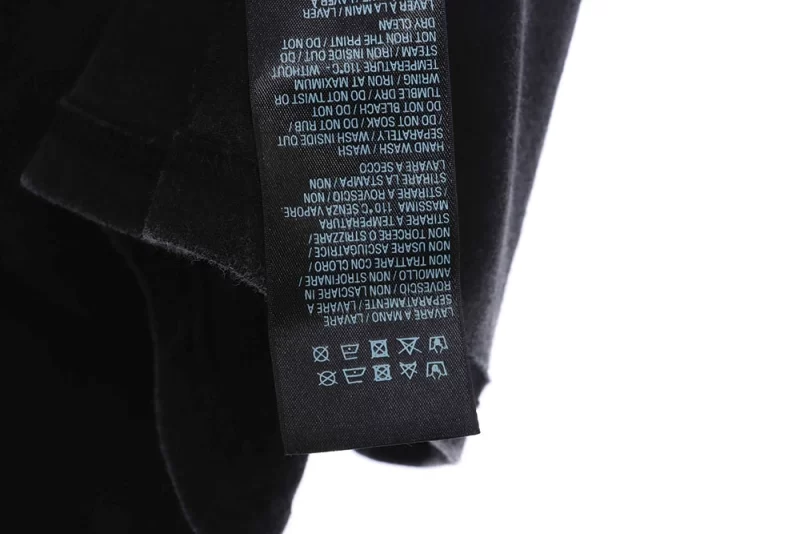 LAVARE A MANO / LAVARE
SEPARATAMENTE / LAVARE A
ROVESCIO / NON LASCIARE IN
AMMOLLO / NON STROFINARE /
NON TRATTARE CON CLORO /
NON USARE ASCIUGATRICE /
NON TORCERE O STRIZZARE /
STIRARE A TEMPERATURA
MASSIMA 110°C SENZA VAPORE
/ STIRARE A ROVESCIO / NON
STIRARE LA STAMPA / NON
LAVARE A SECCO
HAND WASH
SEPARATELY / WASH INSIDE OUT
/ DO NOT SOAK / DO NOT RUB /
DO NOT BLEACH / DO NOT
TUMBLE DRY / DO NOT TWIST OR
WRING / IRON AT MAXIMUM
TEMPERATURE 110°C - WITHOUT
STEAM / IRON INSIDE OUT / DO
NOT IRON THE PRINT / DO NOT
DRY CLEAN
LAVER À LA MAIN / LAVER